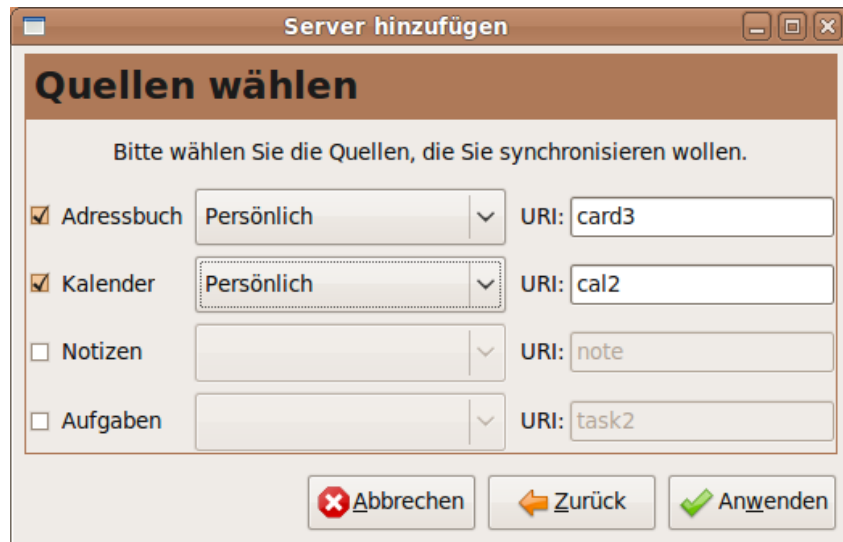 Server hinzufügen
Quellen wählen
Bitte wählen Sie die Quellen, die Sie synchronisieren wollen.
Adressbuch Persönlich URI: card3
Kalender Persönlich URI: cal2
Notizen URI: note
Aufgaben URI: task2
Abbrechen Zurück Anwenden